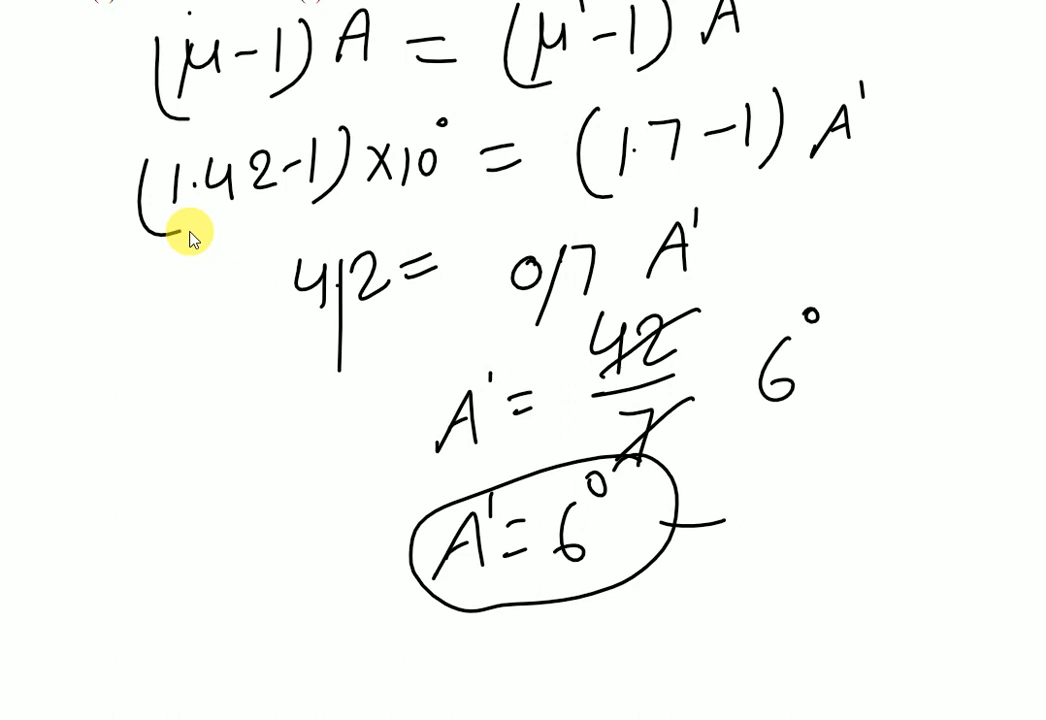 (μ-1) A = (μ'-1) A
(1.42-1) ×10° = (1.7-1) A'
4.2 = 0.7 A'
A' = 42/7 6°
A' = 6°